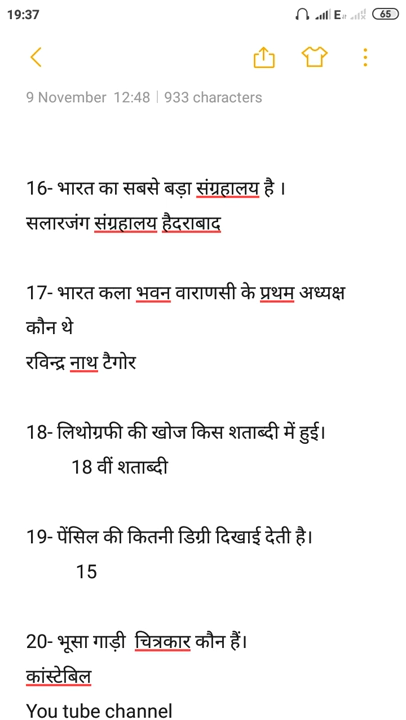 19:37
E
65
9 November 12:48 | 933 characters
16- भारत का सबसे बड़ा संग्रहालय है ।
सलारजंग संग्रहालय हैदराबाद
17- भारत कला भवन वाराणसी के प्रथम अध्यक्ष
कौन थे
रविन्द्र नाथ टैगोर
18- लिथोग्रफी की खोज किस शताब्दी में हुई।
18 वीं शताब्दी
19- पेंसिल की कितनी डिग्री दिखाई देती है।
15
20- भूसा गाड़ी चित्रकार कौन हैं।
कांस्टेबिल
You tube channel